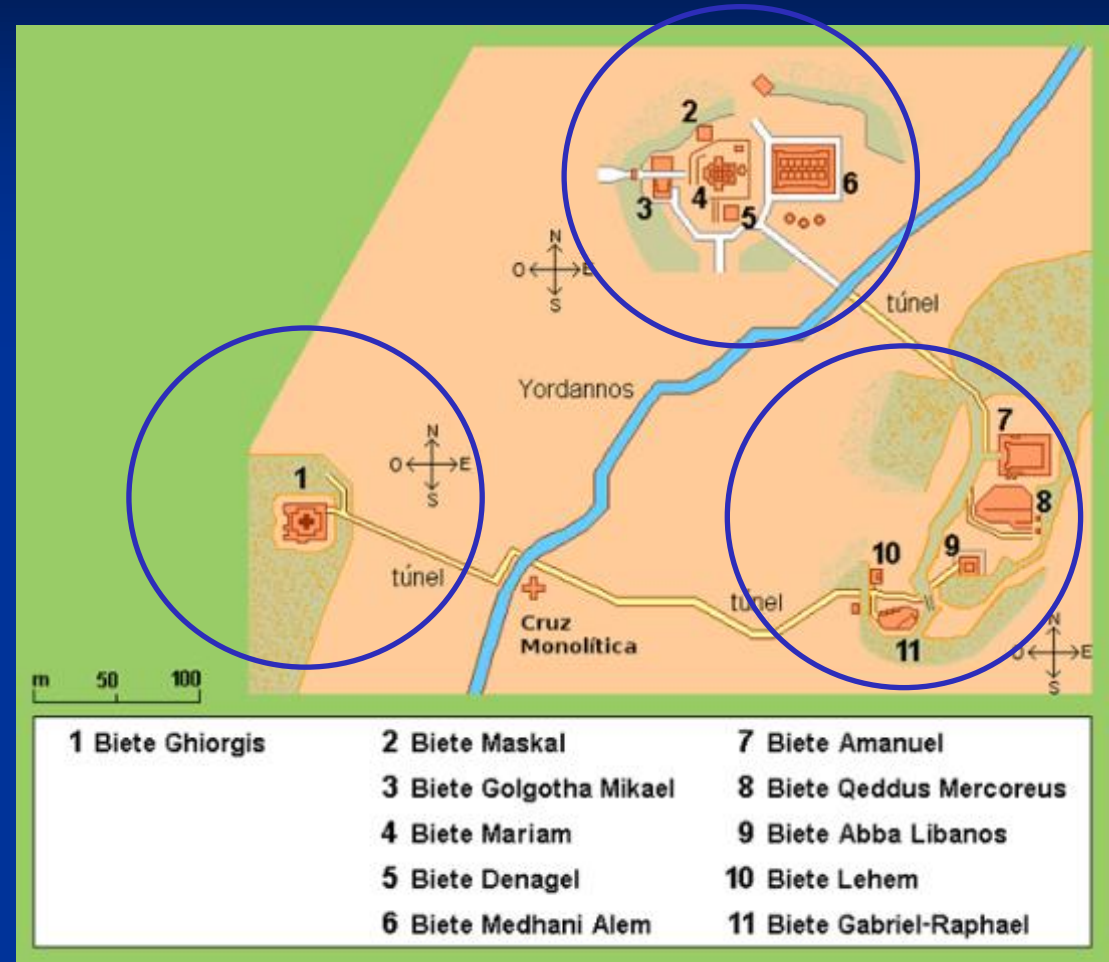 2
6
3
4
5
N
O E
S
túnel
Yordannos
7
N
O E
S
1
8
9
10
túnel
túnel
Cruz
Monolítica
11
N
O E
S
m 50 100
1 Biete Ghiorgis
2 Biete Maskal
3 Biete Golgotha Mikael
4 Biete Mariam
5 Biete Denagel
6 Biete Medhani Alem
7 Biete Amanuel
8 Biete Qeddus Mercoreus
9 Biete Abba Libanos
10 Biete Lehem
11 Biete Gabriel-Raphael